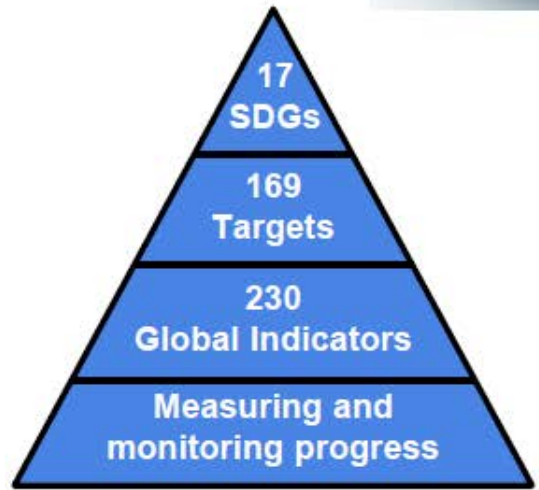 17
SDGs
169
Targets
230
Global Indicators
Measuring and
monitoring progress